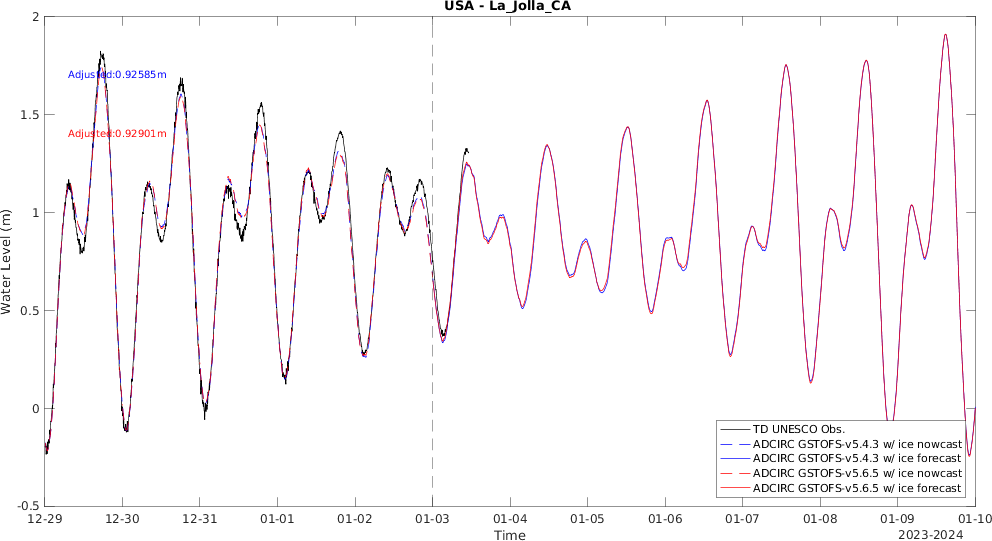 USA - La_Jolla_CA
2
1.5
1
0.5
0
-0.5
Water Level (m)
Adjusted:0.92585m
Adjusted:0.92901m
TD UNESCO Obs.
ADCIRC GSTOFS-v5.4.3 w/ ice nowcast
ADCIRC GSTOFS-v5.4.3 w/ ice forecast
ADCIRC GSTOFS-v5.6.5 w/ ice nowcast
ADCIRC GSTOFS-v5.6.5 w/ ice forecast
12-29 12-30 12-31 01-01 01-02 01-03 01-04 01-05 01-06 01-07 01-08 01-09 01-10
Time
2023-2024